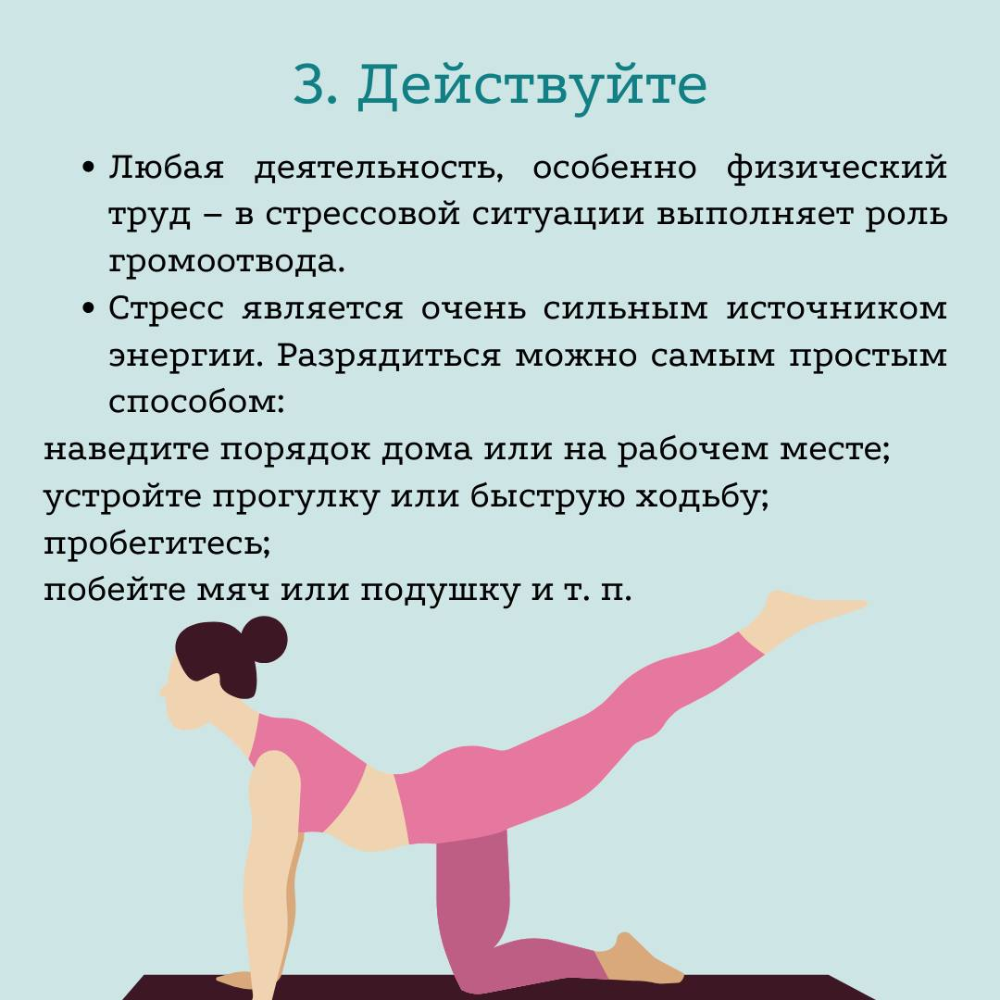 3. Действуйте
• Любая деятельность, особенно физический
труд – в стрессовой ситуации выполняет роль
громоотвода.
• Стресс является очень сильным источником
энергии. Разрядиться можно самым простым
способом:
наведите порядок дома или на рабочем месте;
устройте прогулку или быструю ходьбу;
пробегитесь;
побейте мяч или подушку и т. п.